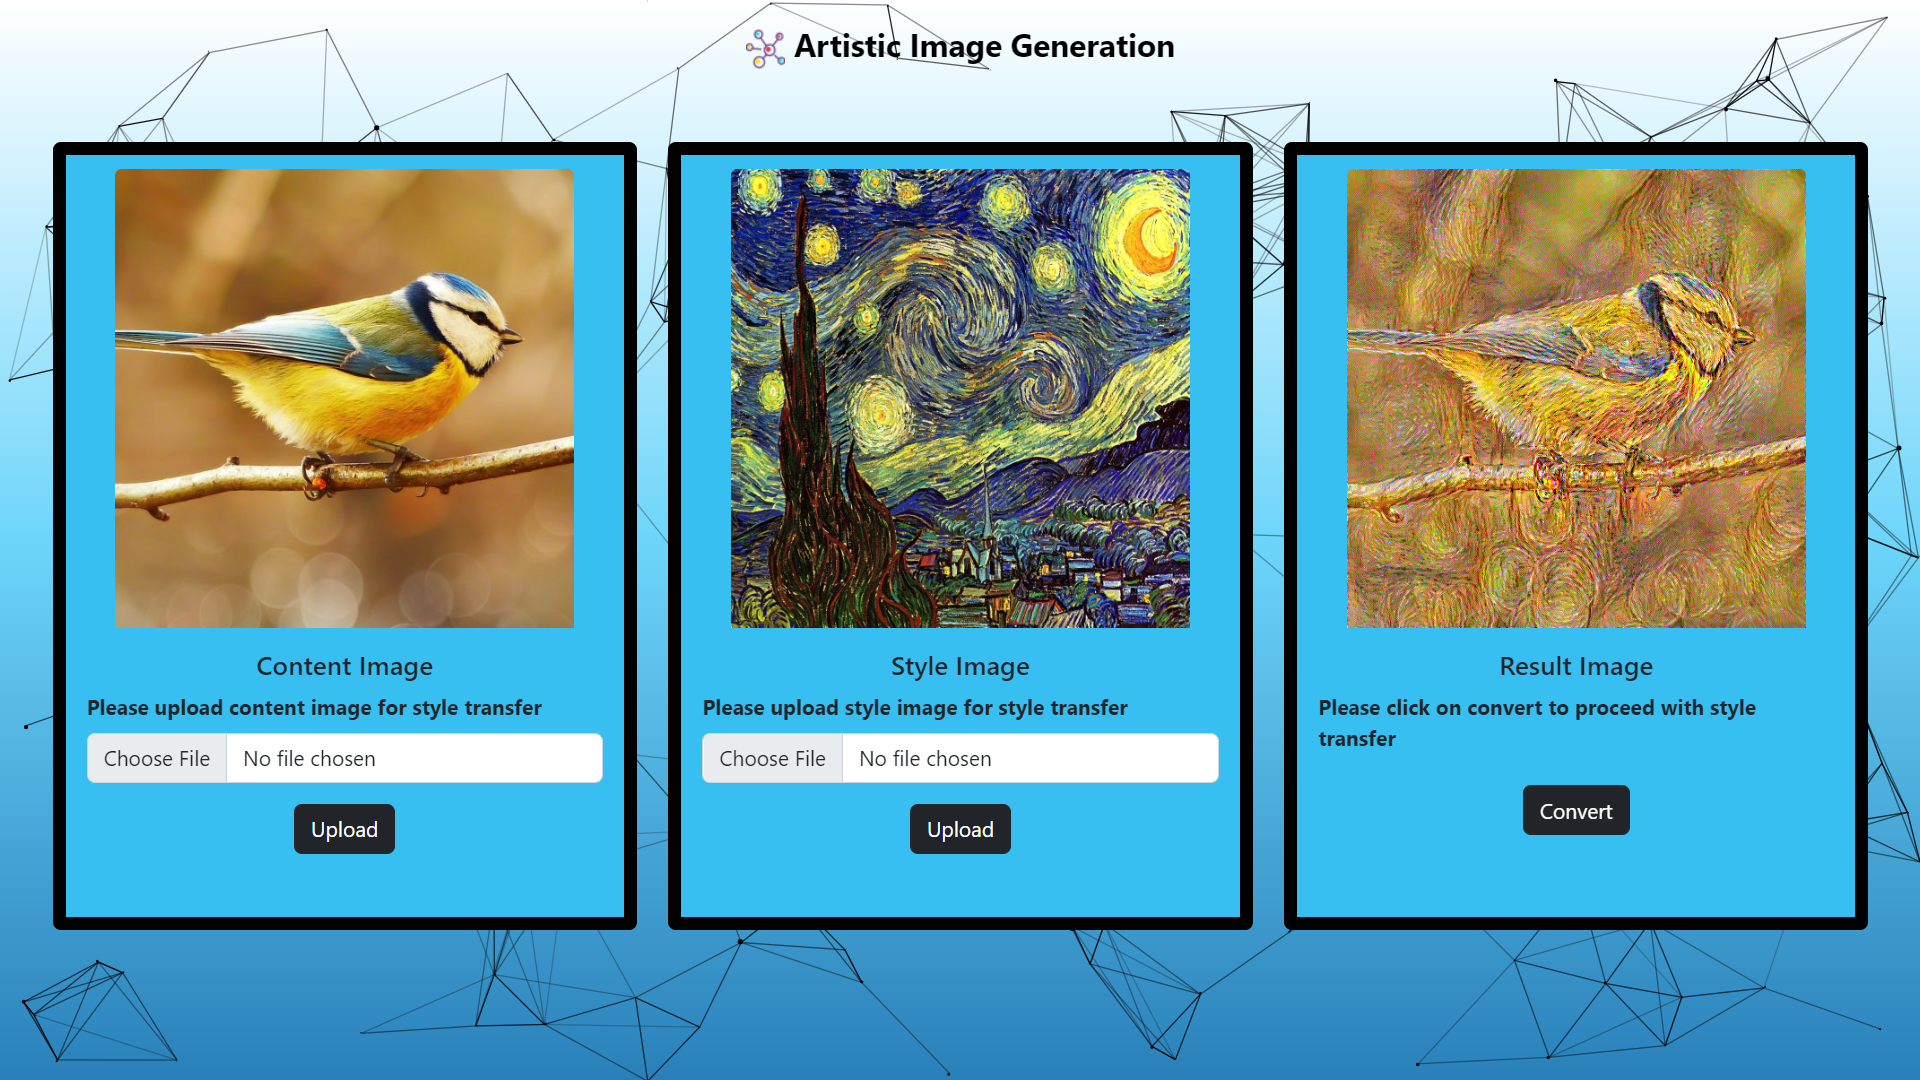 Artistic Image Generation
Content Image
Please upload content image for style transfer
Choose File No file chosen
Upload
Style Image
Please upload style image for style transfer
Choose File No file chosen
Upload
Result Image
Please click on convert to proceed with style
transfer
Convert